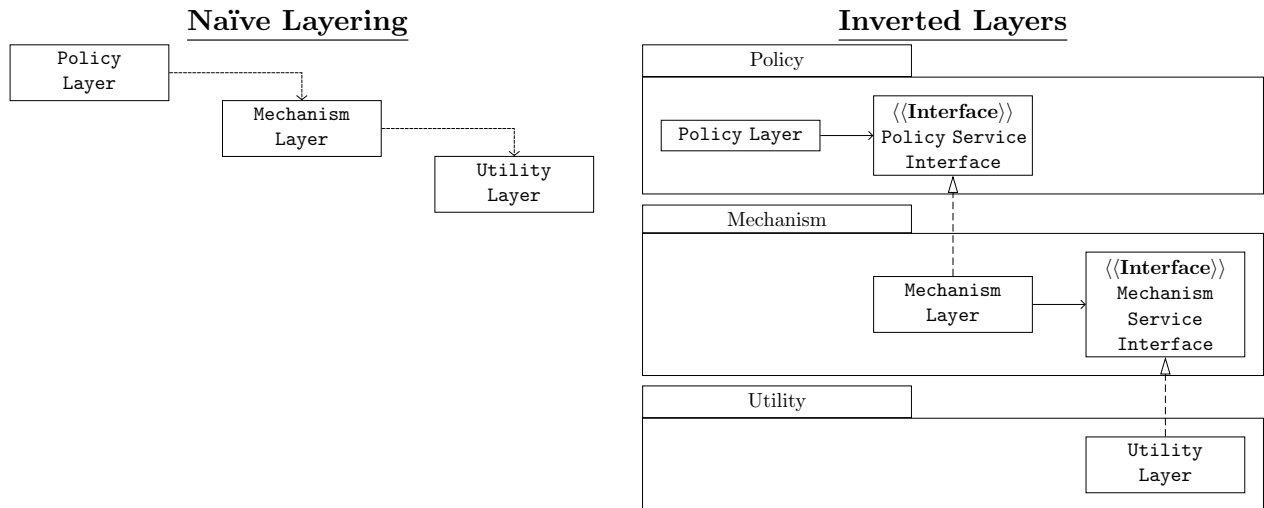 Naïve Layering
Policy
Layer
Mechanism
Layer
Utility
Layer
Inverted Layers
Policy
Policy Layer
⟨⟨Interface⟩⟩
Policy Service
Interface
Mechanism
Mechanism
Layer
⟨⟨Interface⟩⟩
Mechanism
Service
Interface
Utility
Utility
Layer